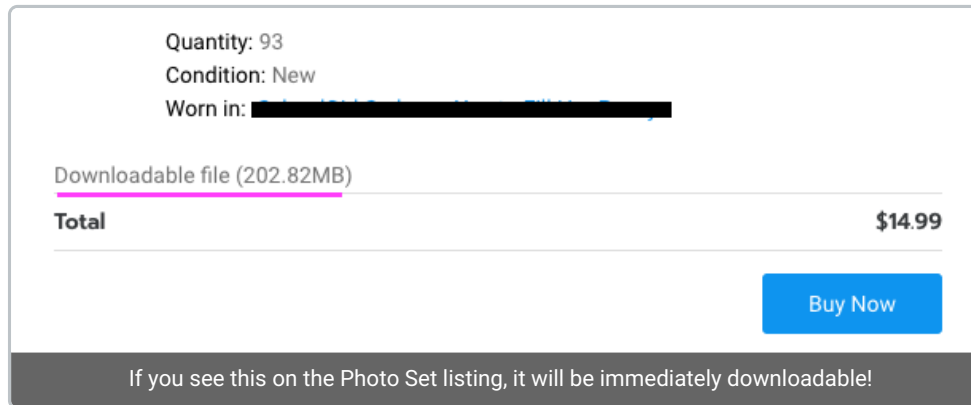 Quantity: 93
Condition: New
Worn in:
Downloadable file (202.82MB)
Total $14.99
Buy Now
If you see this on the Photo Set listing, it will be immediately downloadable!